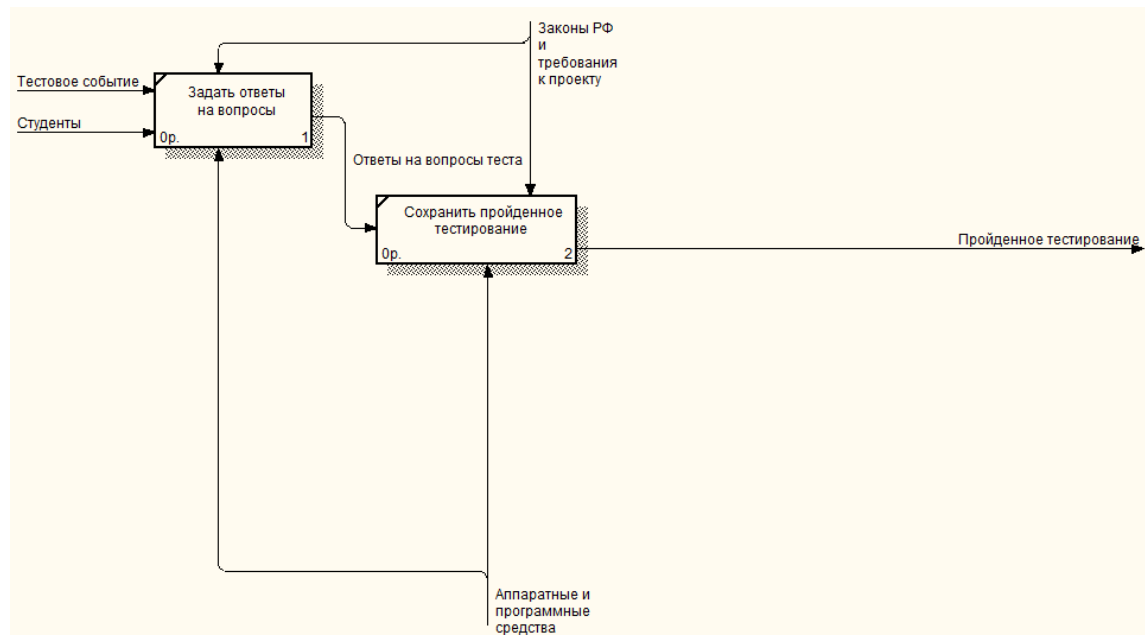 Законы РФ
и
требования
к проекту
Тестовое событие
Студенты
Задать ответы
на вопросы
0р.
1
Ответы на вопросы теста
Сохранить пройденное
тестирование
0р.
2
Пройденное тестирование
Аппаратные и
программные
средства